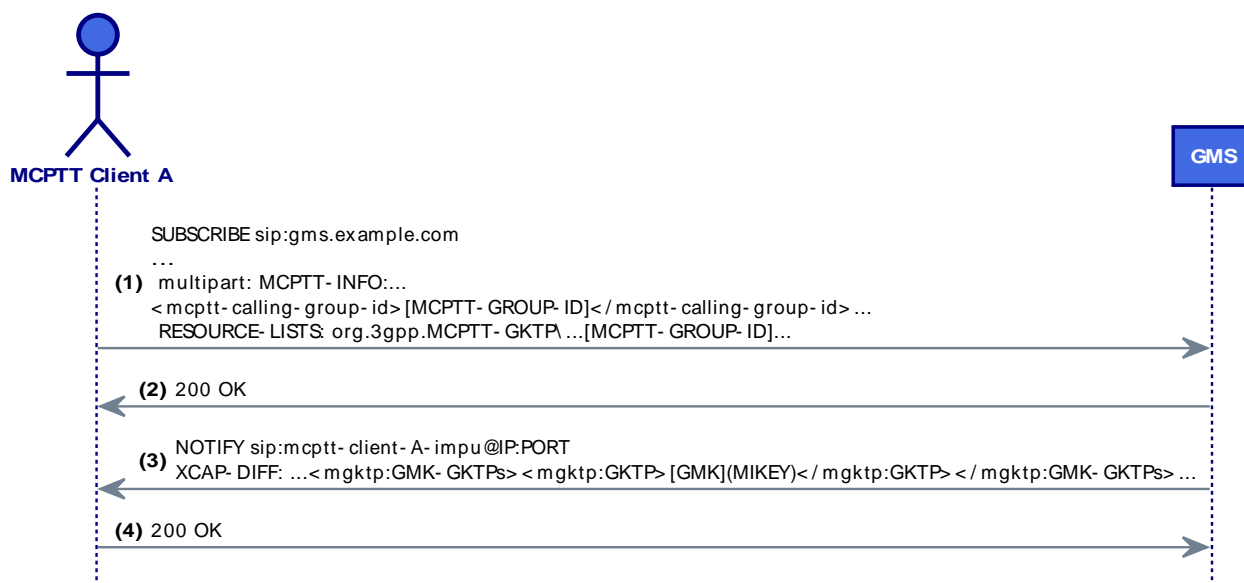 MCPTT Client A
GMS
SUBSCRIBE sip:gms.example.com
...
(1) multipart: MCPTT-INFO:...
<mcptt-calling-group-id>[MCPTT-GROUP-ID]</mcptt-calling-group-id>...
RESOURCE-LISTS: org.3gpp.MCPTT-GKTP\...[MCPTT-GROUP-ID]...
(2) 200 OK
(3) NOTIFY sip:mcptt-client-A-impu@IP:PORT
XCAP-DIFF: ...<mgktp:GMK-GKTPs><mgktp:GKTP>[GMK](MIKEY)</mgktp:GKTP></mgktp:GMK-GKTPs>...
(4) 200 OK